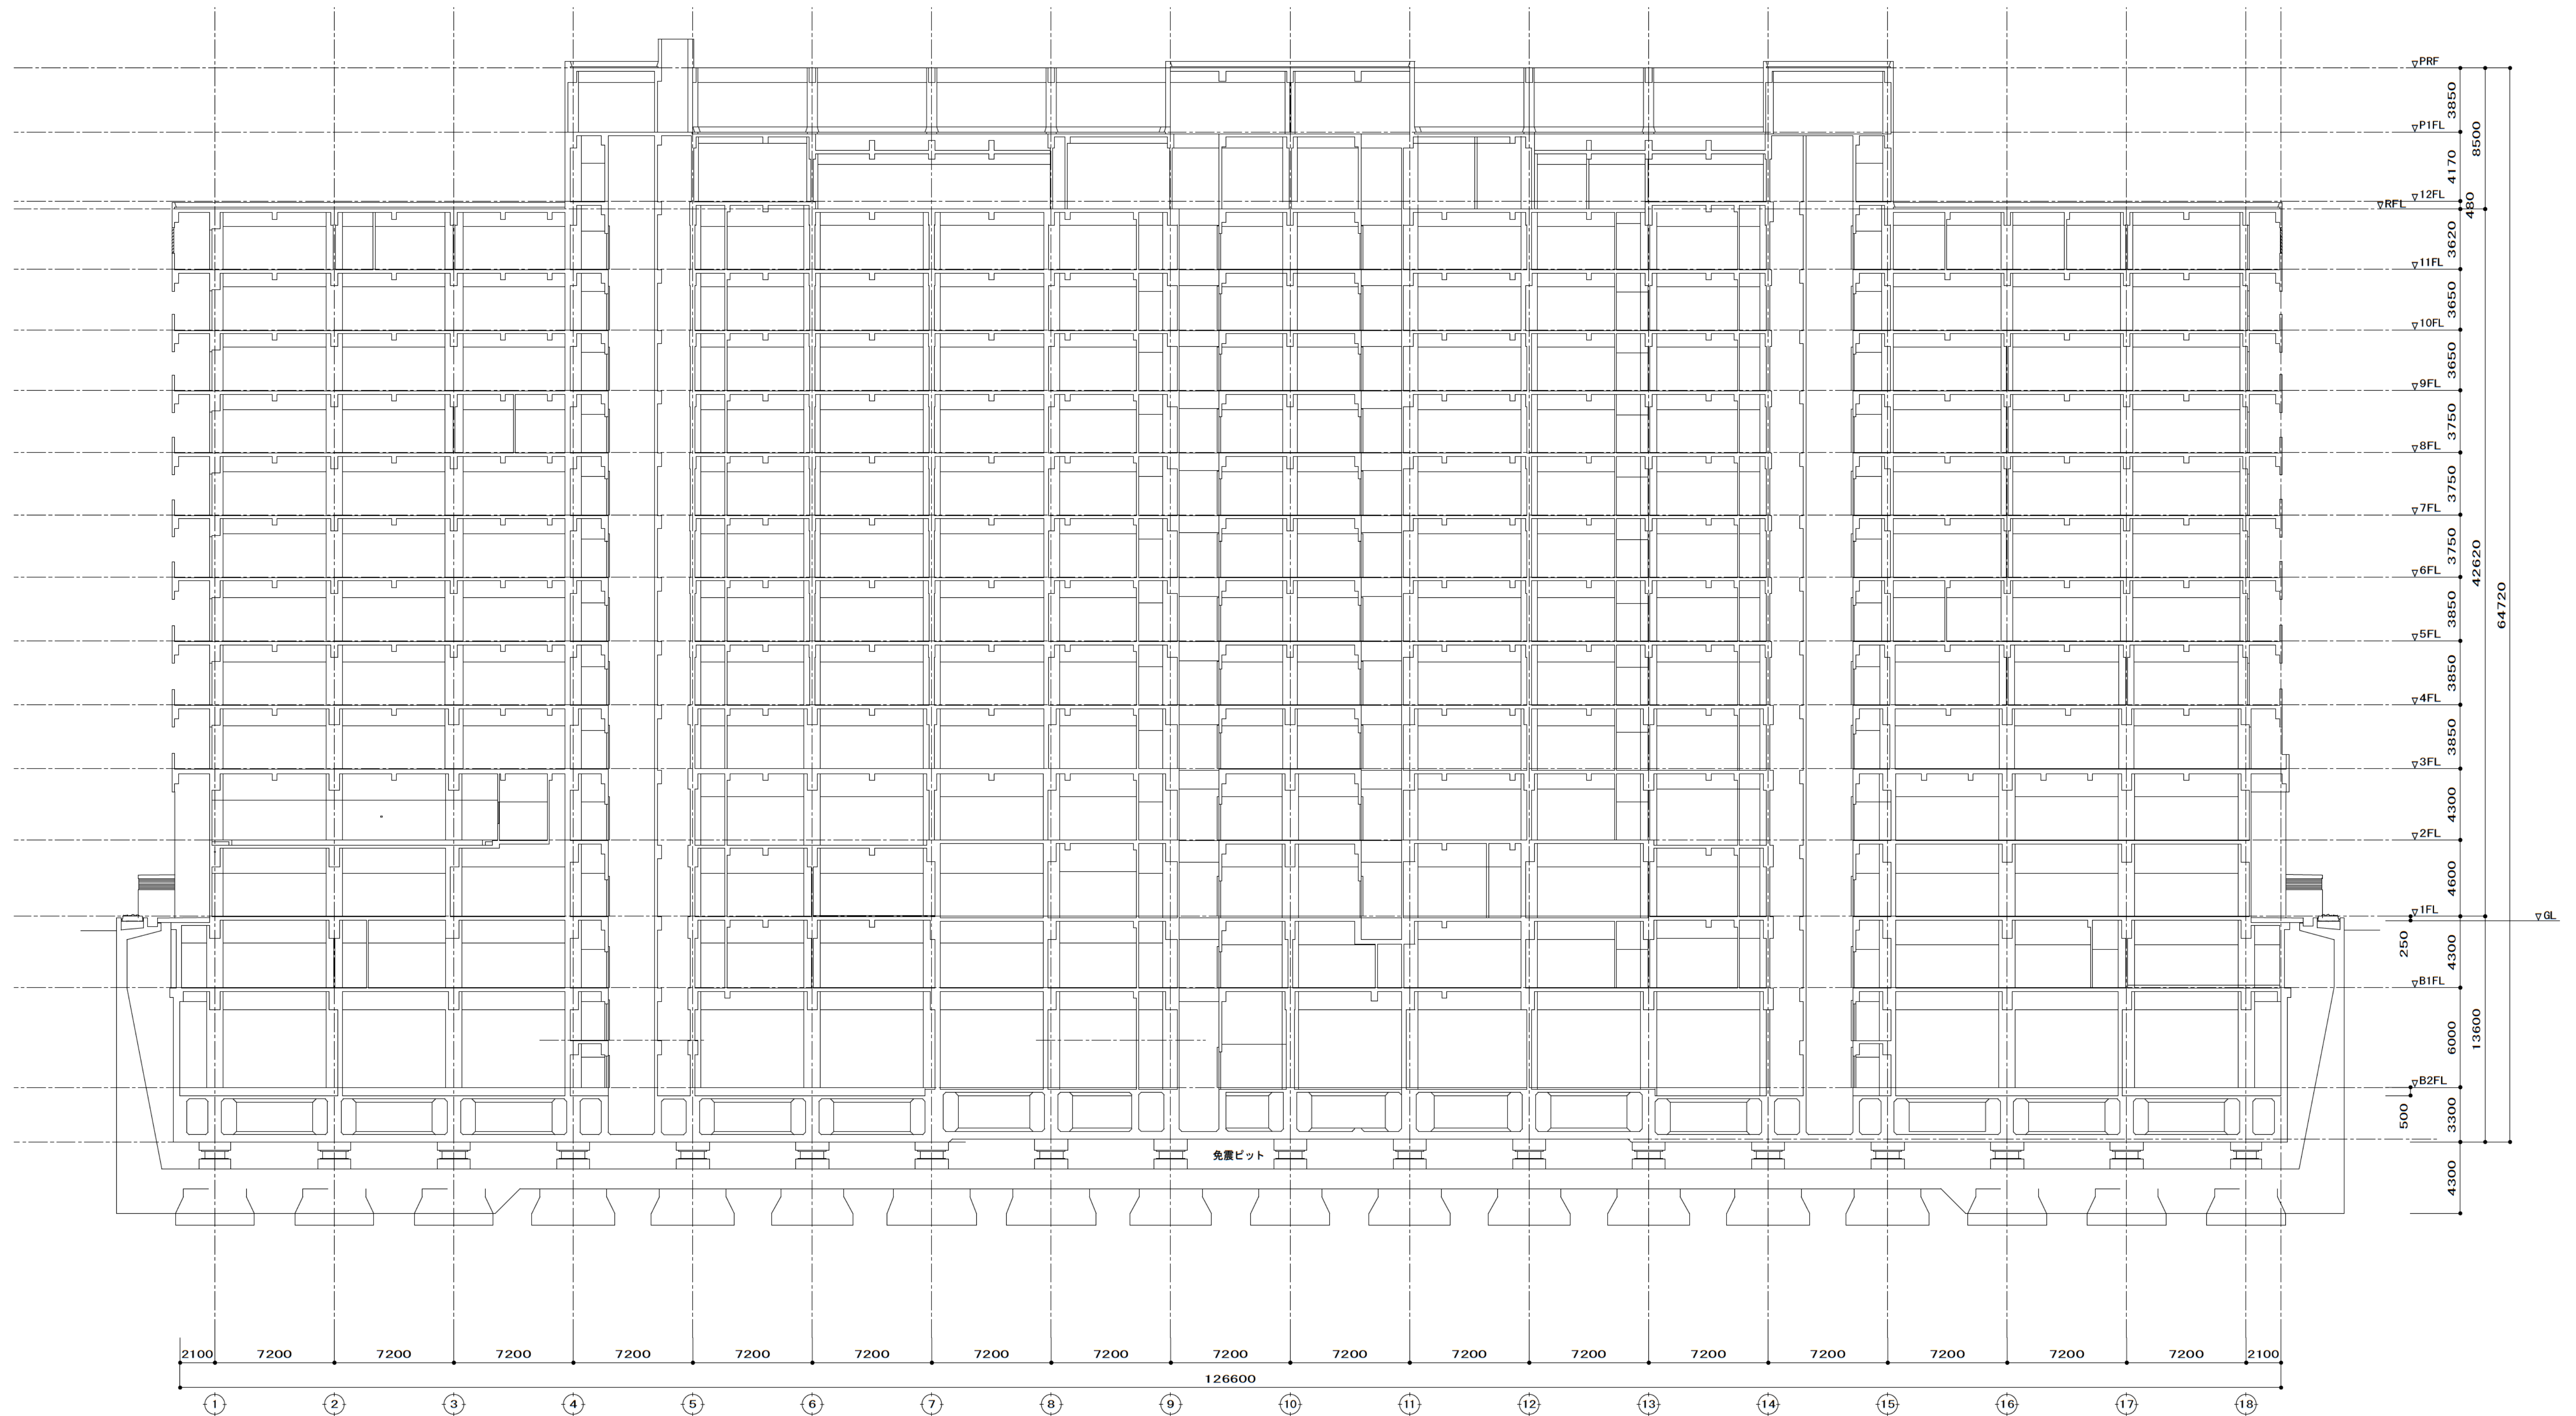 ▽PRF
3850
8500
▽P1FL
4170
▽12FL
▽RFL
480
3620
▽11FL
3650
▽10FL
3650
▽9FL
3750
▽8FL
3750
▽7FL
3750
▽6FL
42620
3850
64720
▽5FL
3850
▽4FL
3850
▽3FL
4300
▽2FL
4600
▽1FL
▽GL
250
4300
▽B1FL
6000
13600
▽B2FL
500
3300
免震ピット
4300
2100 7200 7200 7200 7200 7200 7200 7200 7200 7200 7200 7200 7200 7200 7200 7200 7200 7200 2100
126600
1 2 3 4 5 6 7 8 9 10 11 12 13 14 15 16 17 18